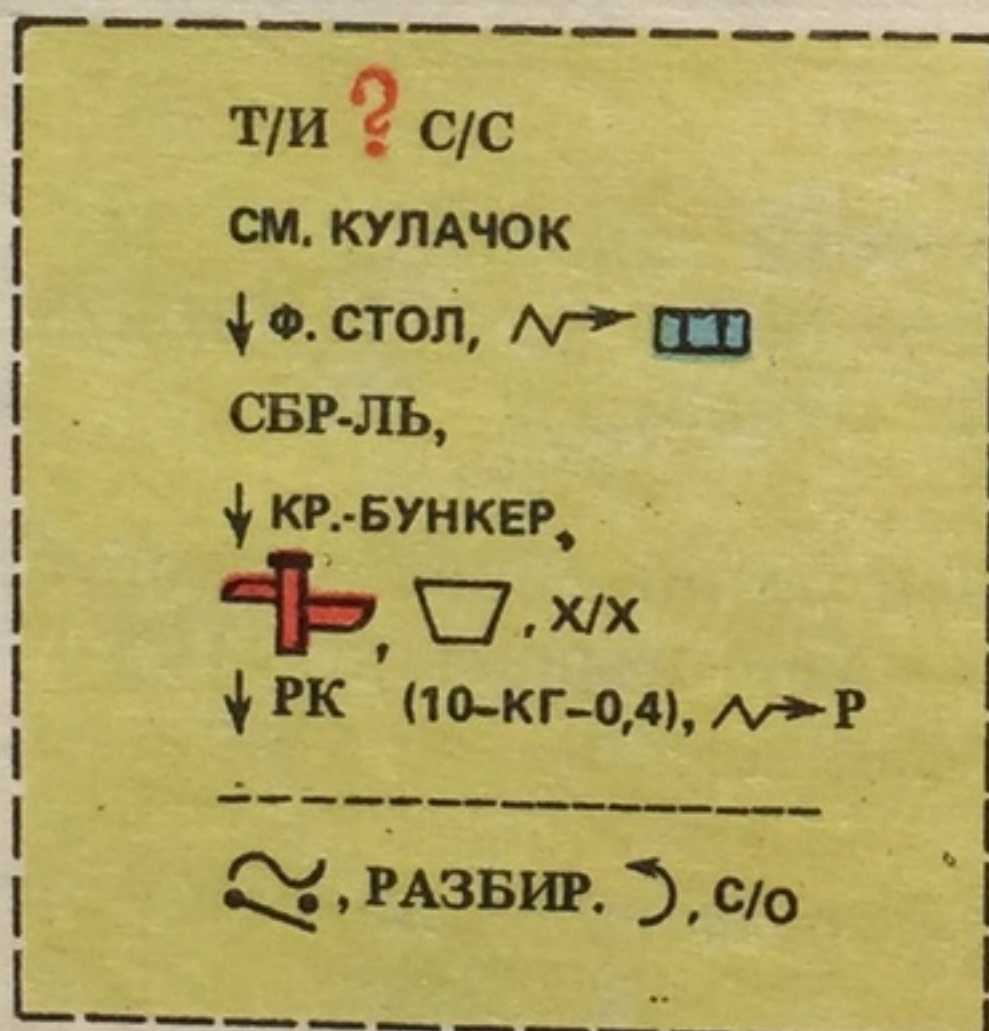 Т/И ? С/С
СМ. КУЛАЧОК
↓ Ф. СТОЛ,
СБР-ЛЬ,
↓ КР.-БУНКЕР,
, , Х/Х
↓ РК (10–КГ–0,4), → Р
, РАЗБИР. , С/О